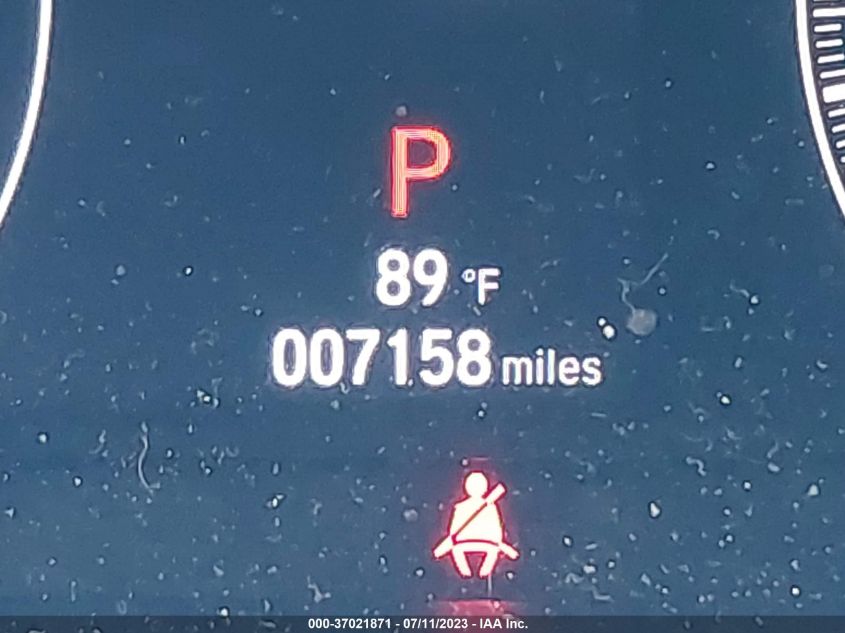 P
89 °F
007158 miles
000-37021871 - 07/11/2023 - IAA Inc.